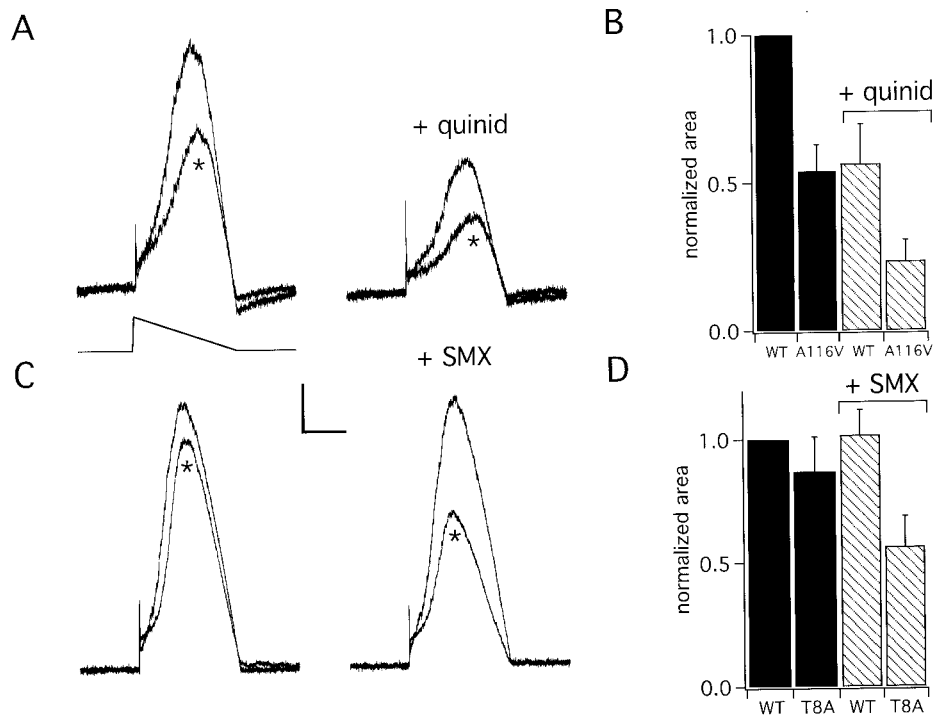 A
*
+ quinid
*
B
1.0
0.5
0.0
normalized area
+ quinid
WT A116V WT A116V
C
*
+ SMX
*
D
1.0
0.5
0.0
normalized area
+ SMX
WT T8A WT T8A